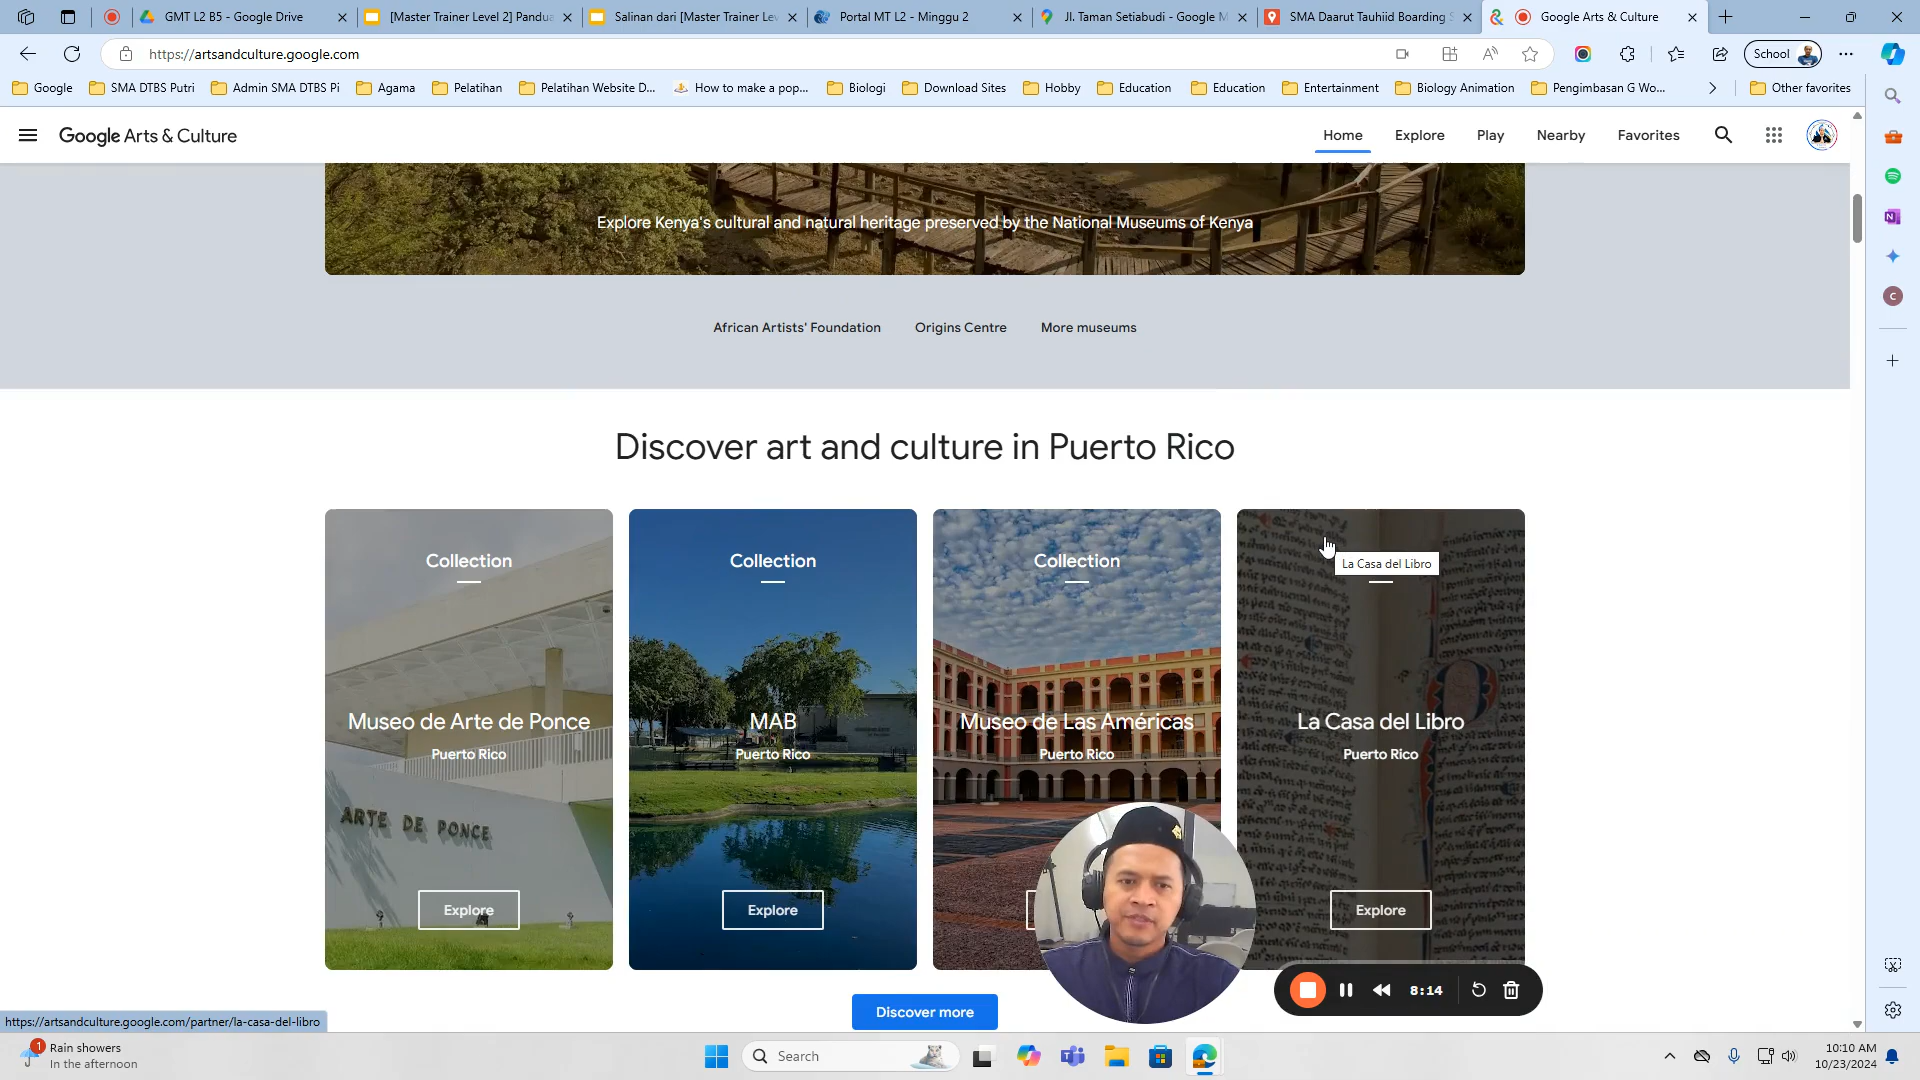 GMT L2 B5 - Google Drive
[Master Trainer Level 2] Pandua
Salinan dari [Master Trainer Lev
Portal MT L2 - Minggu 2
Jl. Taman Setiabudi - Google M
SMA Daarut Tauhiid Boarding S
Google Arts & Culture
https://artsandculture.google.com
School
Google
SMA DTBS Putri
Admin SMA DTBS Pi
Agama
Pelatihan
Pelatihan Website D...
How to make a pop...
Biologi
Download Sites
Hobby
Education
Education
Entertainment
Biology Animation
Pengimbasan G Wo...
Other favorites
Google Arts & Culture
Home
Explore
Play
Nearby
Favorites
Explore Kenya's cultural and natural heritage preserved by the National Museums of Kenya
African Artists' Foundation
Origins Centre
More museums
Discover art and culture in Puerto Rico
Collection
Museo de Arte de Ponce
Puerto Rico
ARTE DE PONCE
Explore
Collection
MAB
Puerto Rico
Explore
Collection
Museo de Las Américas
Puerto Rico
La Casa del Libro
La Casa del Libro
Puerto Rico
Explore
8:14
Discover more
https://artsandculture.google.com/partner/la-casa-del-libro
1
Rain showers
In the afternoon
Search
10:10 AM
10/23/2024
C